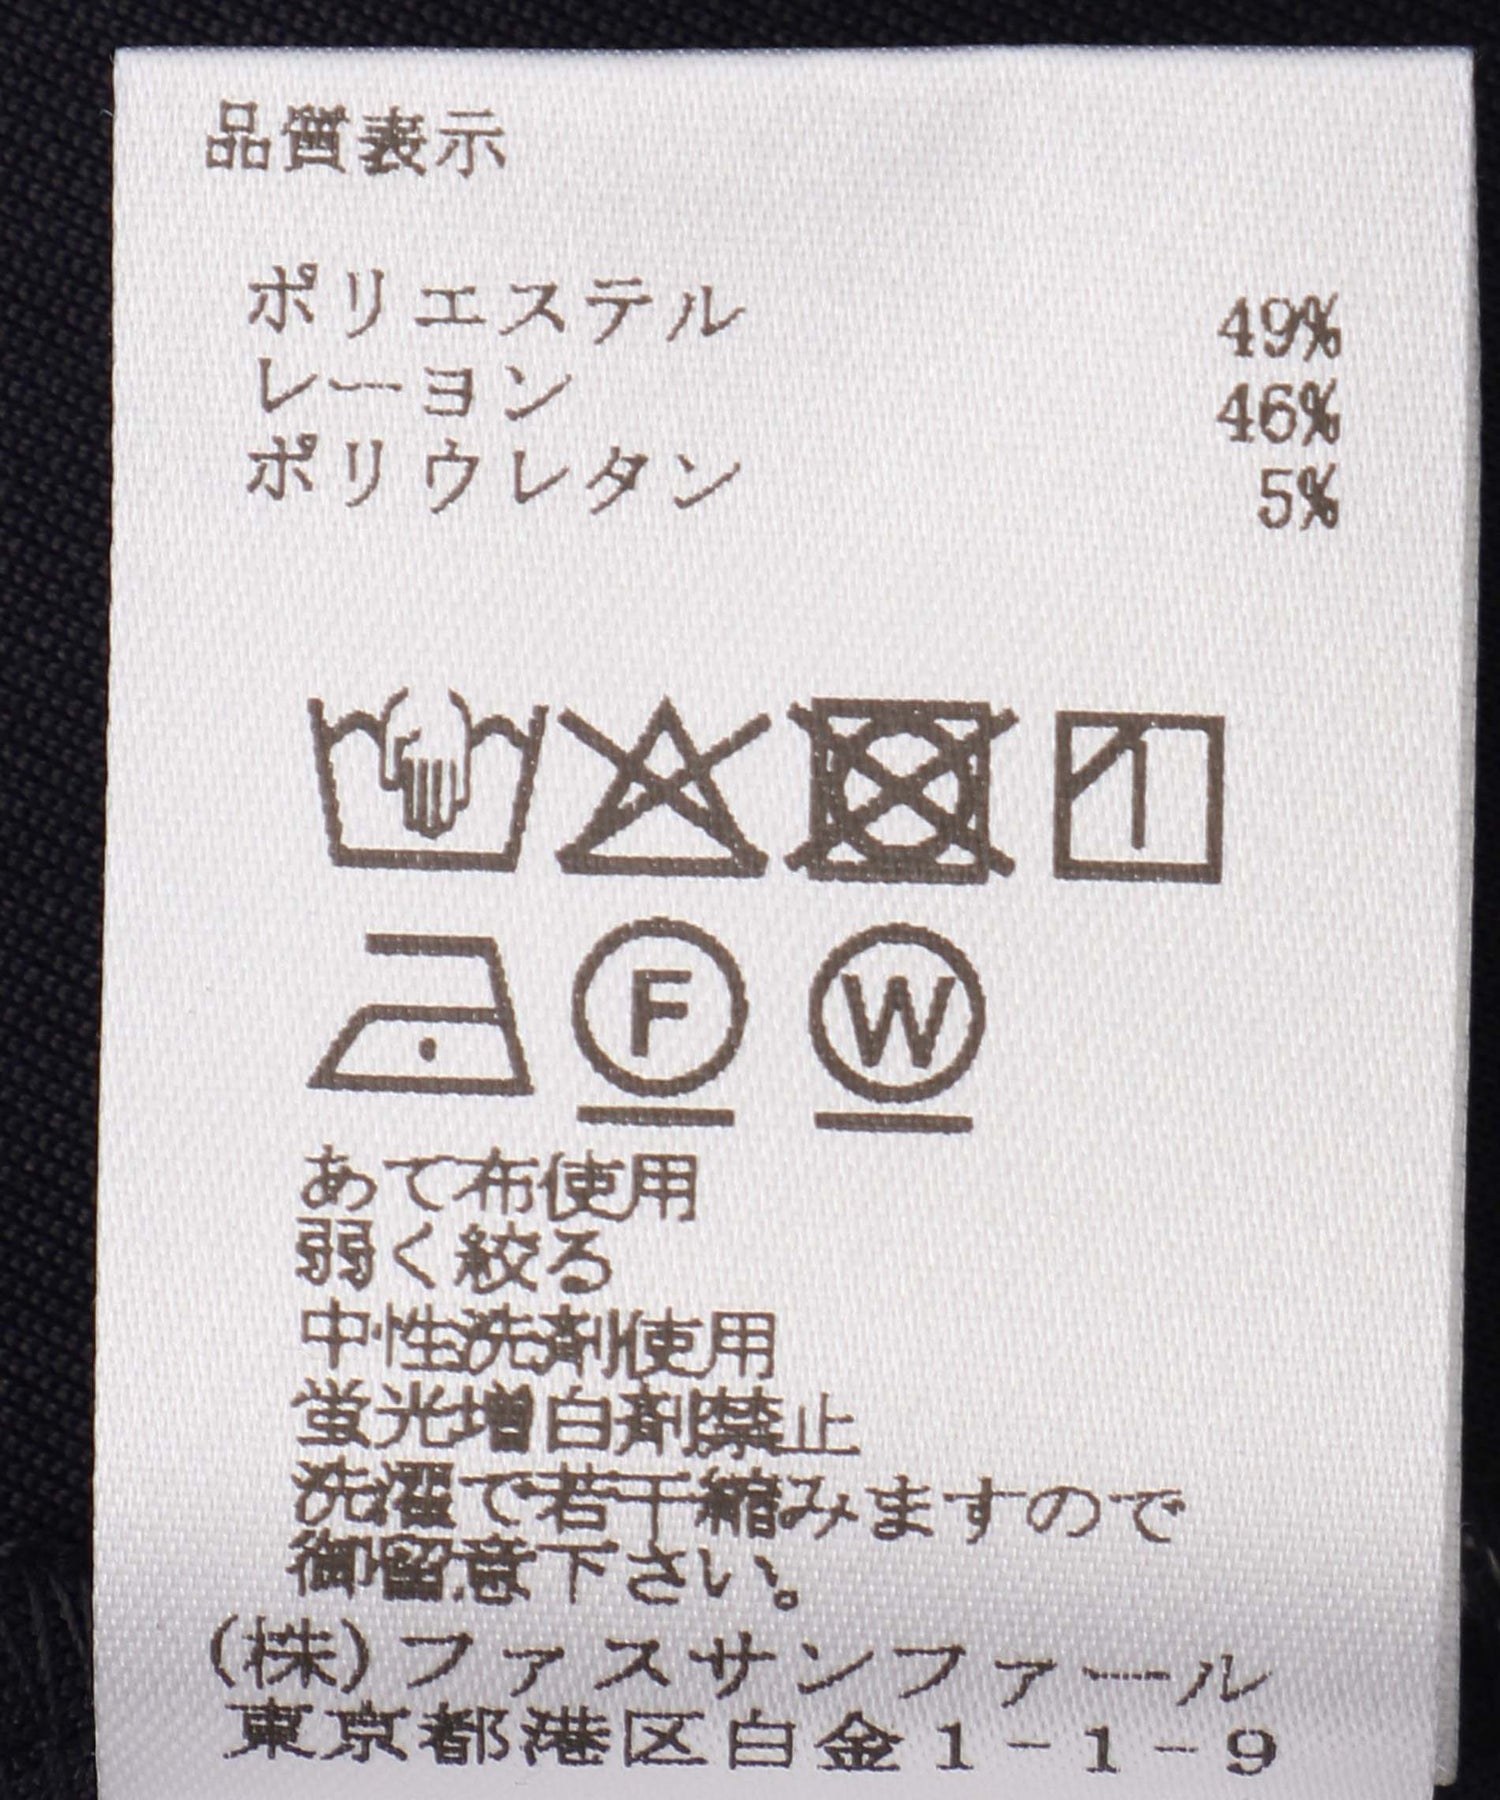 品質表示
ポリエステル 49%
レーヨン 46%
ポリウレタン 5%
F W
あて布使用
弱く絞る
中性洗剤使用
蛍光増白剤禁止
洗濯で若干縮みますので
御留意下さい。
(株)ファスサンファール
東京都港区白金1-1-9